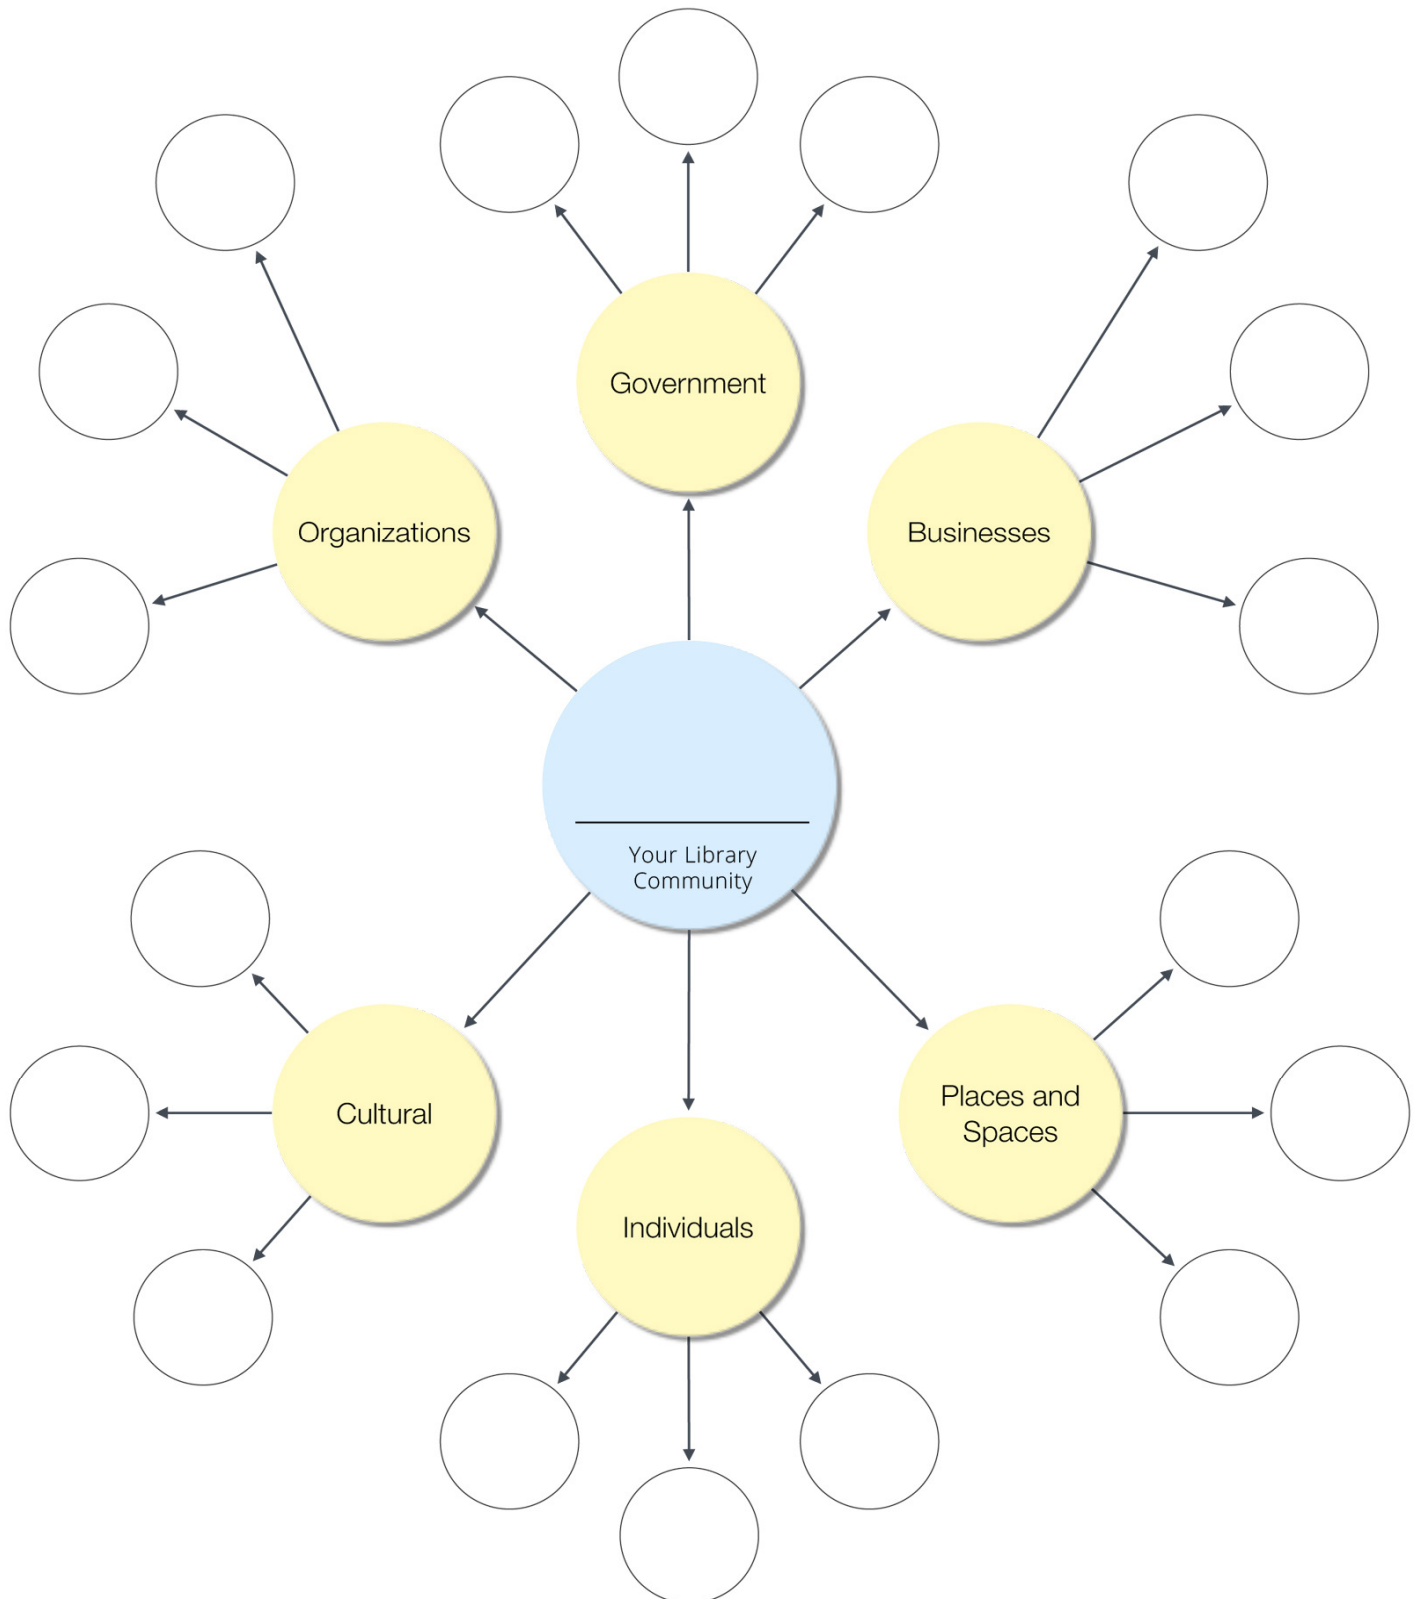 Government
Organizations
Businesses
Your Library
Community
Cultural
Places and
Spaces
Individuals